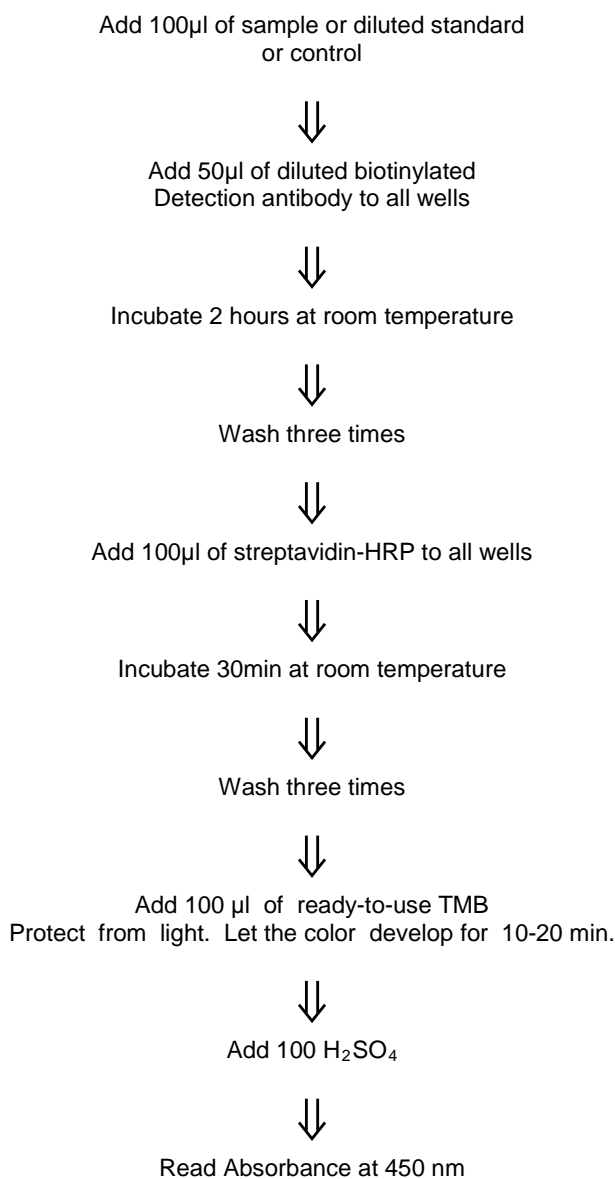 Add 100µl of sample or diluted standard
or control
⇓
Add 50µl of diluted biotinylated
Detection antibody to all wells
⇓
Incubate 2 hours at room temperature
⇓
Wash three times
⇓
Add 100µl of streptavidin-HRP to all wells
⇓
Incubate 30min at room temperature
⇓
Wash three times
⇓
Add 100 µl of ready-to-use TMB
Protect from light. Let the color develop for 10-20 min.
⇓
Add 100 H₂SO₄
⇓
Read Absorbance at 450 nm